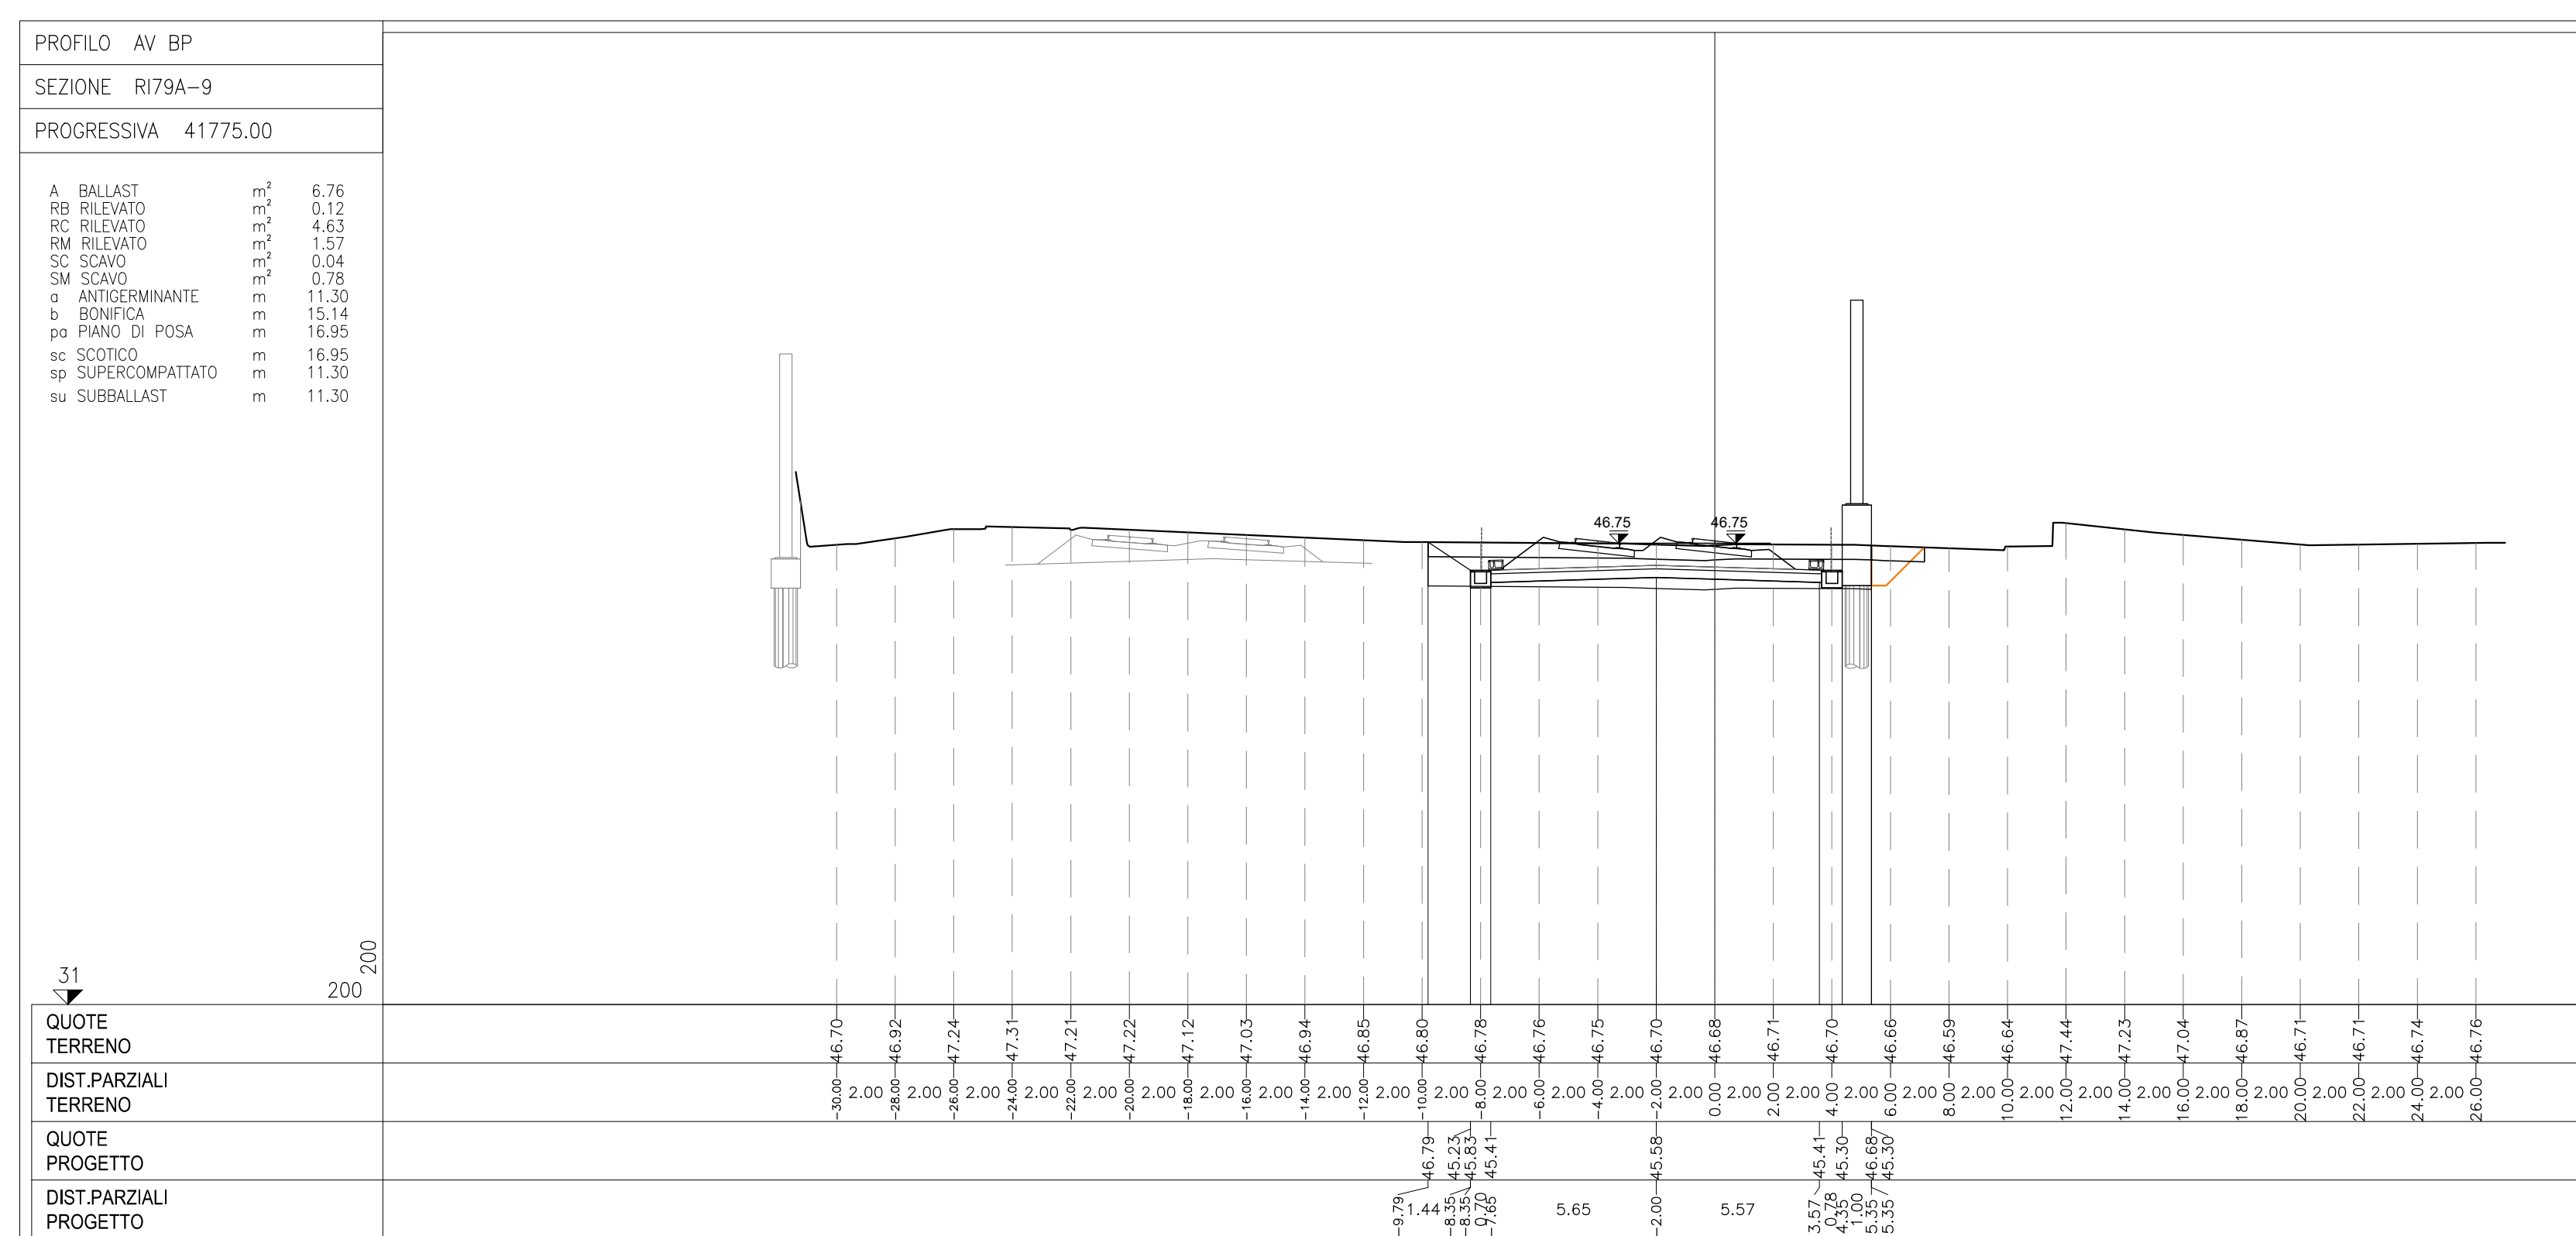 PROFILO AV BP
SEZIONE RI79A-9
PROGRESSIVA 41775.00
A BALLAST m² 6.76
RB RILEVATO m² 0.12
RC RILEVATO m² 4.63
RM RILEVATO m² 1.57
SC SCAVO m² 0.04
SM SCAVO m² 0.78
a ANTIGERMINANTE m 11.30
b BONIFICA m 15.14
pa PIANO DI POSA m 16.95
sc SCOTICO m 16.95
sp SUPERCOMPATTATO m 11.30
su SUBBALLAST m 11.30
46.75 46.75
31
200
200
QUOTE TERRENO
46.70 46.92 47.24 47.31 47.21 47.22 47.12 47.03 46.94 46.85 46.80 46.78 46.76 46.75 46.70 46.68 46.71 46.70 46.66 46.59 46.64 47.44 47.23 47.04 46.87 46.71 46.71 46.74 46.76
DIST.PARZIALI TERRENO
-30.00 2.00 -28.00 2.00 -26.00 2.00 -24.00 2.00 -22.00 2.00 -20.00 2.00 -18.00 2.00 -16.00 2.00 -14.00 2.00 -12.00 2.00 -10.00 2.00 -8.00 2.00 -6.00 2.00 -4.00 2.00 -2.00 2.00 0.00 2.00 2.00 2.00 4.00 2.00 6.00 2.00 8.00 2.00 10.00 2.00 12.00 2.00 14.00 2.00 16.00 2.00 18.00 2.00 20.00 2.00 22.00 2.00 24.00 2.00 26.00
QUOTE PROGETTO
46.79 45.23 45.83 45.41 45.58 45.41 45.30 46.68 45.30
DIST.PARZIALI PROGETTO
-9.79 1.44 -8.35 -8.35 0.70 -7.65 5.65 -2.00 5.57 3.57 0.78 4.35 1.00 5.35 5.35